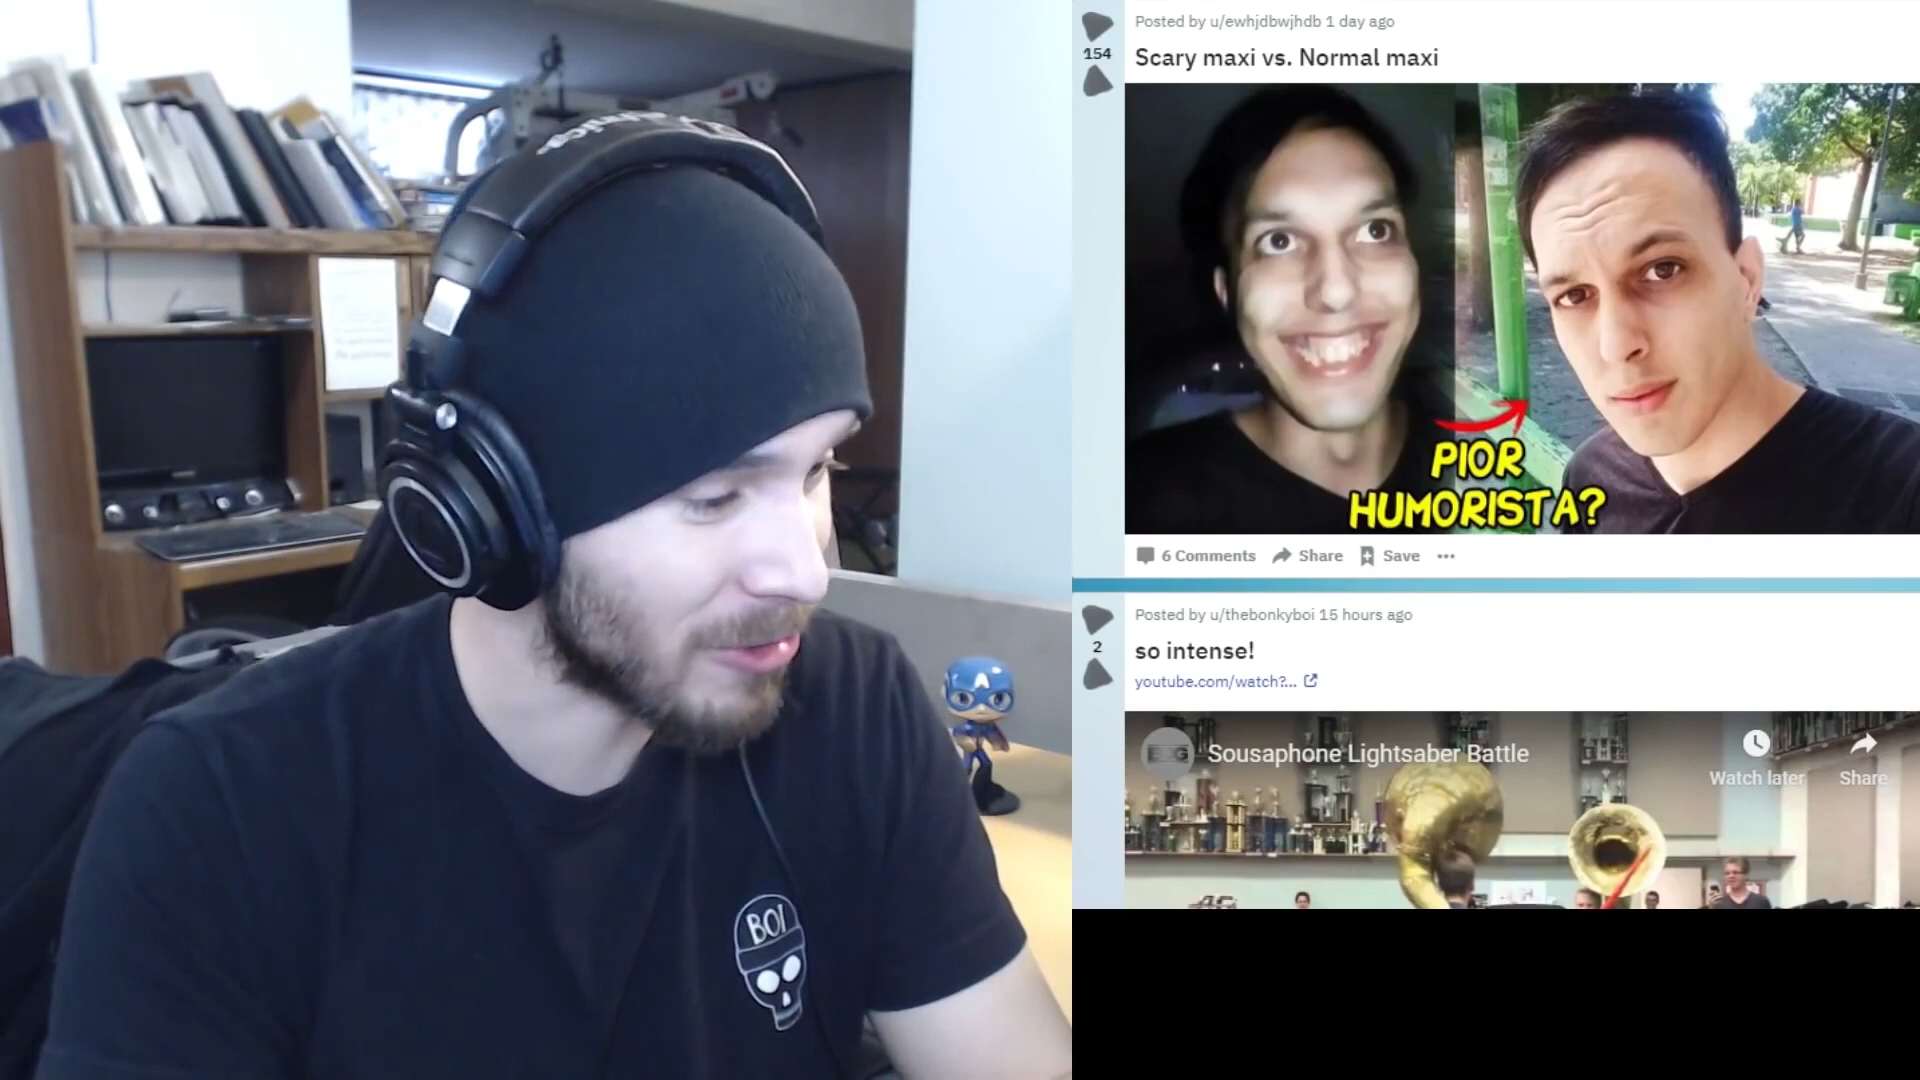 Posted by u/ewhjdbwjhdb 1 day ago
154
Scary maxi vs. Normal maxi
PIOR
HUMORISTA?
6 Comments Share Save
Posted by u/thebonkyboi 15 hours ago
2
so intense!
youtube.com/watch?...
Sousaphone Lightsaber Battle
Watch later Share
BOI
A